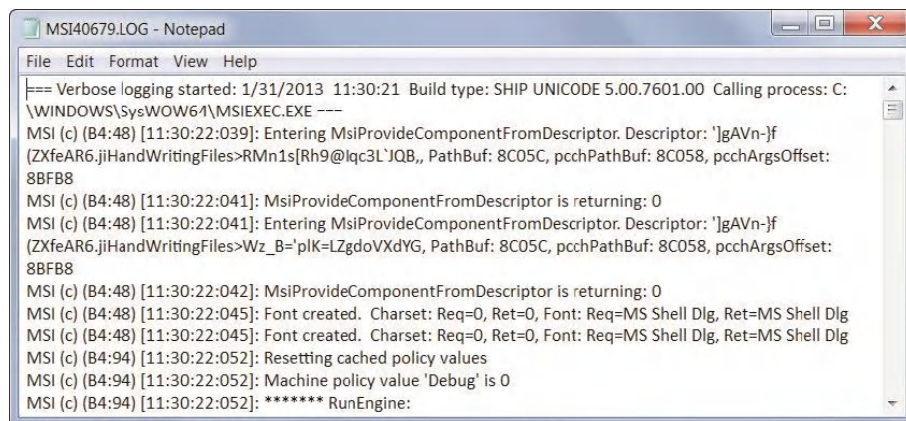 MSI40679.LOG - Notepad
File Edit Format View Help
=== Verbose logging started: 1/31/2013 11:30:21 Build type: SHIP UNICODE 5.00.7601.00 Calling process: C:
\WINDOWS\SysWOW64\MSIEXEC.EXE ===
MSI (c) (B4:48) [11:30:22:039]: Entering MsiProvideComponentFromDescriptor. Descriptor: ']gAVn-}f
(ZXfeAR6.jiHandWritingFiles>RMn1s[Rh9@Iqc3L`JQB,, PathBuf: 8C05C, pcchPathBuf: 8C058, pcchArgsOffset:
8BFB8
MSI (c) (B4:48) [11:30:22:041]: MsiProvideComponentFromDescriptor is returning: 0
MSI (c) (B4:48) [11:30:22:041]: Entering MsiProvideComponentFromDescriptor. Descriptor: ']gAVn-}f
(ZXfeAR6.jiHandWritingFiles>Wz_B='plK=LZgdoVXdYG, PathBuf: 8C05C, pcchPathBuf: 8C058, pcchArgsOffset:
8BFB8
MSI (c) (B4:48) [11:30:22:042]: MsiProvideComponentFromDescriptor is returning: 0
MSI (c) (B4:48) [11:30:22:045]: Font created. Charset: Req=0, Ret=0, Font: Req=MS Shell Dlg, Ret=MS Shell Dlg
MSI (c) (B4:48) [11:30:22:045]: Font created. Charset: Req=0, Ret=0, Font: Req=MS Shell Dlg, Ret=MS Shell Dlg
MSI (c) (B4:94) [11:30:22:052]: Resetting cached policy values
MSI (c) (B4:94) [11:30:22:052]: Machine policy value 'Debug' is 0
MSI (c) (B4:94) [11:30:22:052]: ******* RunEngine: